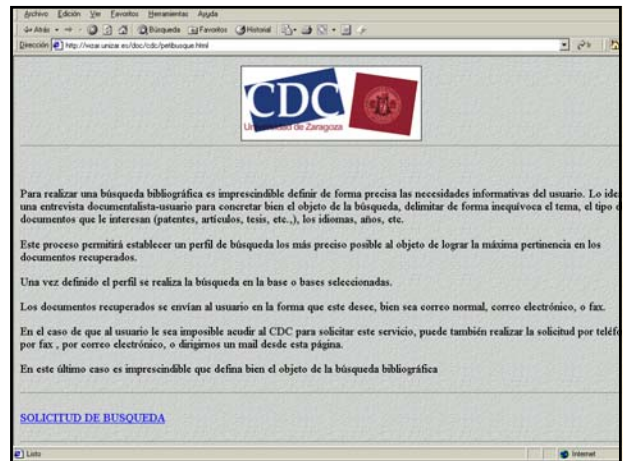 Archivo Edición Ver Favoritos Herramientas Ayuda
Atrás Búsqueda Favoritos Historial
Dirección http://wzar.unizar.es/doc/cdc/petibusque.html
CDC
Universidad de Zaragoza
Para realizar una búsqueda bibliográfica es imprescindible definir de forma precisa las necesidades informativas del usuario. Lo ide
una entrevista documentalista-usuario para concretar bien el objeto de la búsqueda, delimitar de forma inequívoca el tema, el tipo
documentos que le interesan (patentes, artículos, tesis, etc.,), los idiomas, años, etc.
Este proceso permitirá establecer un perfil de búsqueda los más preciso posible al objeto de lograr la máxima pertinencia en los
documentos recuperados.
Una vez definido el perfil se realiza la búsqueda en la base o bases seleccionadas.
Los documentos recuperados se envían al usuario en la forma que este desee, bien sea correo normal, correo electrónico, o fax.
En el caso de que al usuario le sea imposible acudir al CDC para solicitar este servicio, puede también realizar la solicitud por teléfo
por fax , por correo electrónico, o dirigirnos un mail desde esta página.
En este último caso es imprescindible que defina bien el objeto de la búsqueda bibliográfica
SOLICITUD DE BUSQUEDA
Listo Internet